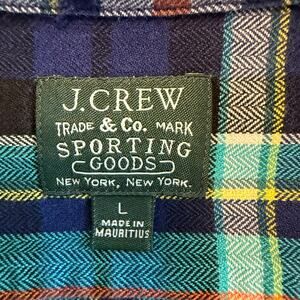 J.CREW
TRADE & Co. MARK
SPORTING
GOODS
NEW YORK, NEW YORK.
L
MADE IN
MAURITIUS